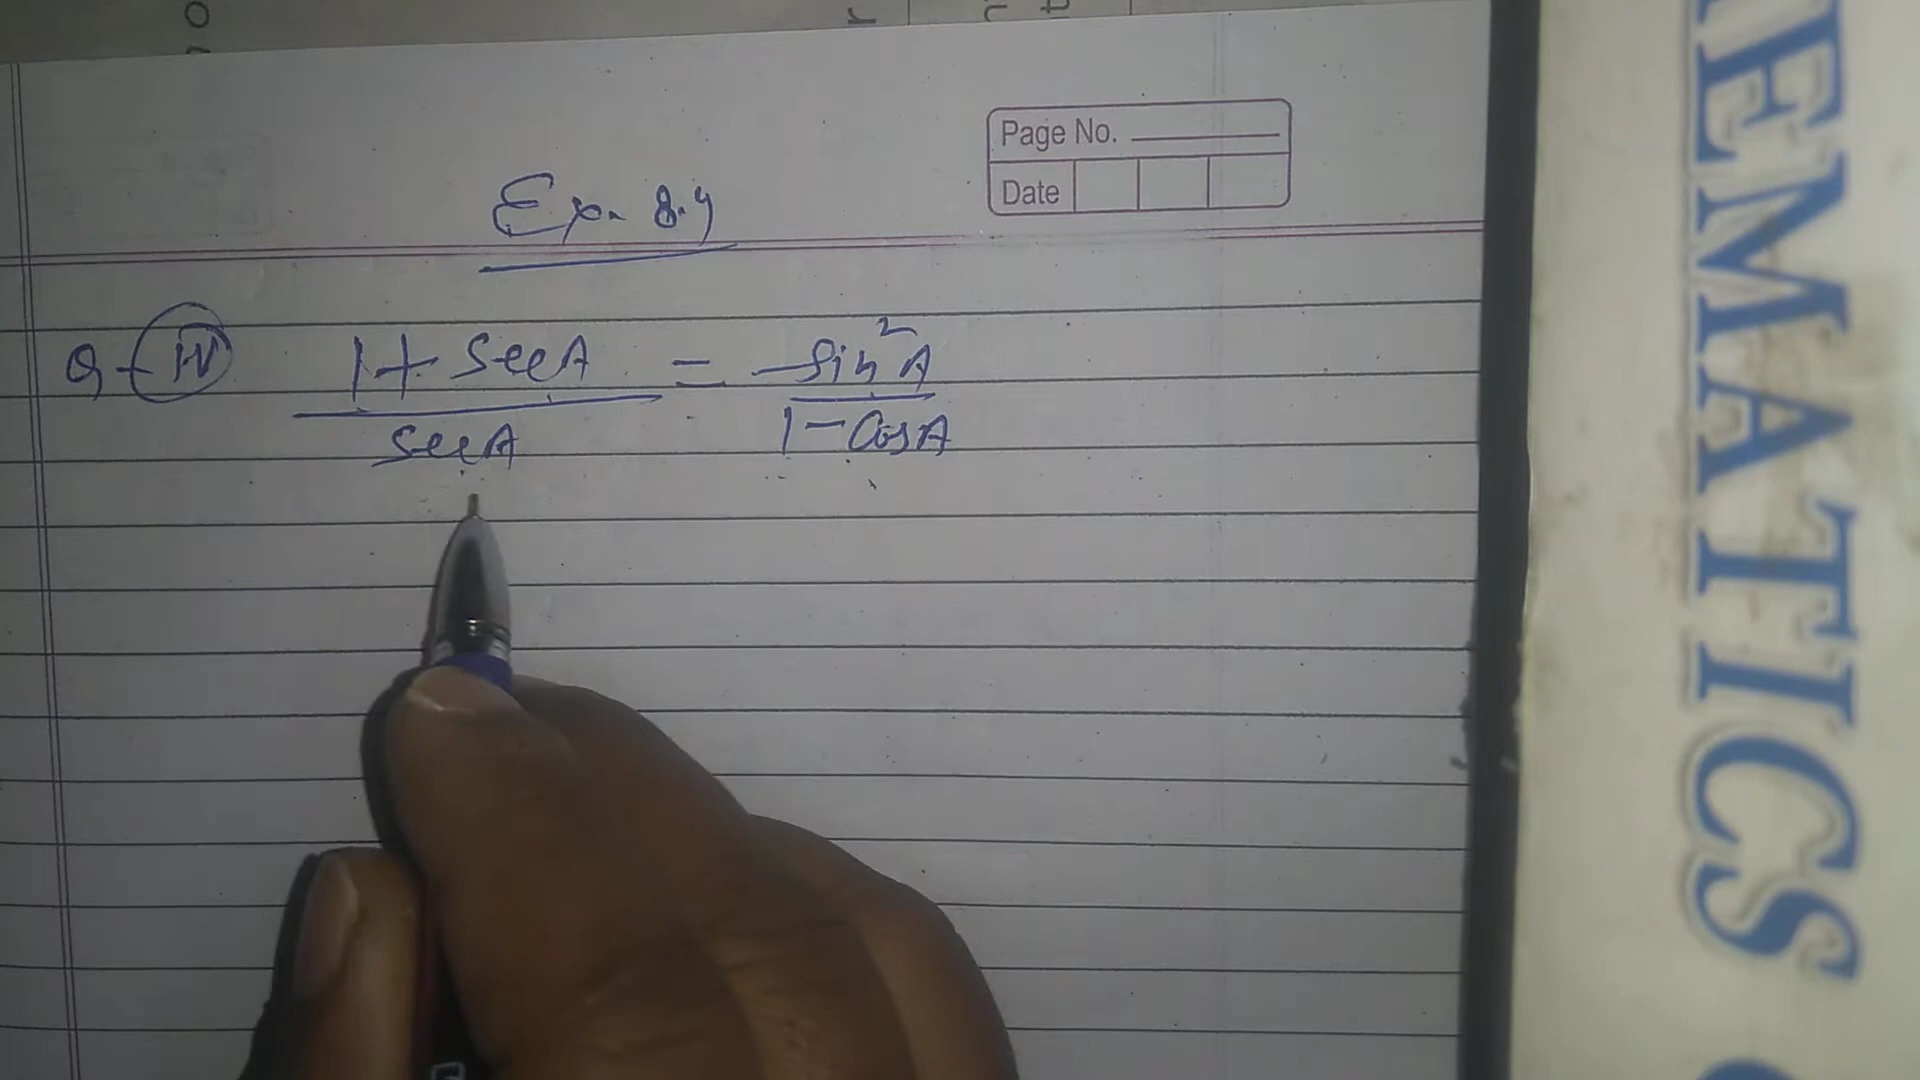 Page No.
Date
Ex. 8.4
Q-(iv) 1+SecA / SecA = Sin²A / 1-CosA
EMATICS